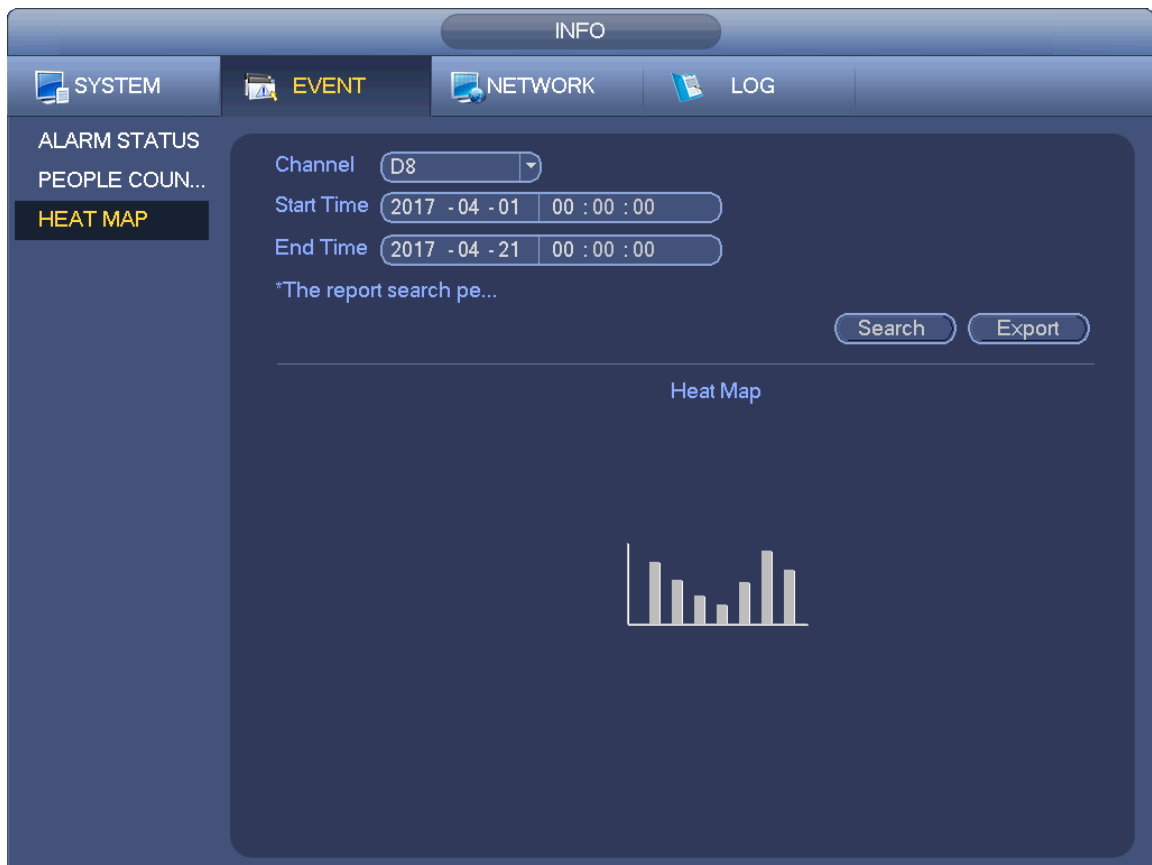 INFO
SYSTEM EVENT NETWORK LOG
ALARM STATUS
PEOPLE COUN...
HEAT MAP
Channel D8
Start Time 2017 - 04 - 01 00 : 00 : 00
End Time 2017 - 04 - 21 00 : 00 : 00
*The report search pe...
Search Export
Heat Map